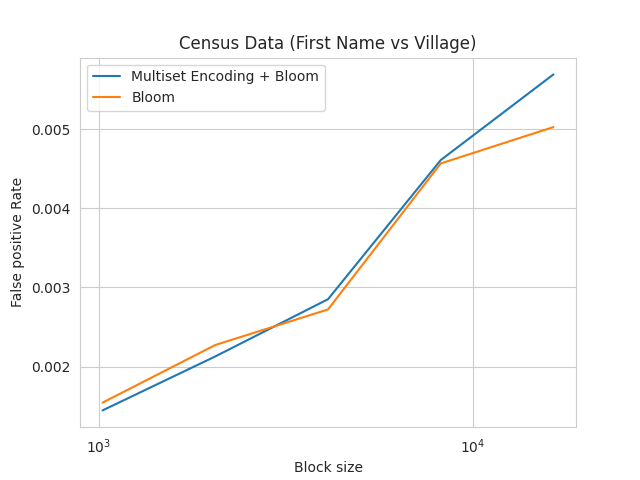 Census Data (First Name vs Village)
Multiset Encoding + Bloom
Bloom
False positive Rate
0.005
0.004
0.003
0.002
10³
10⁴
Block size